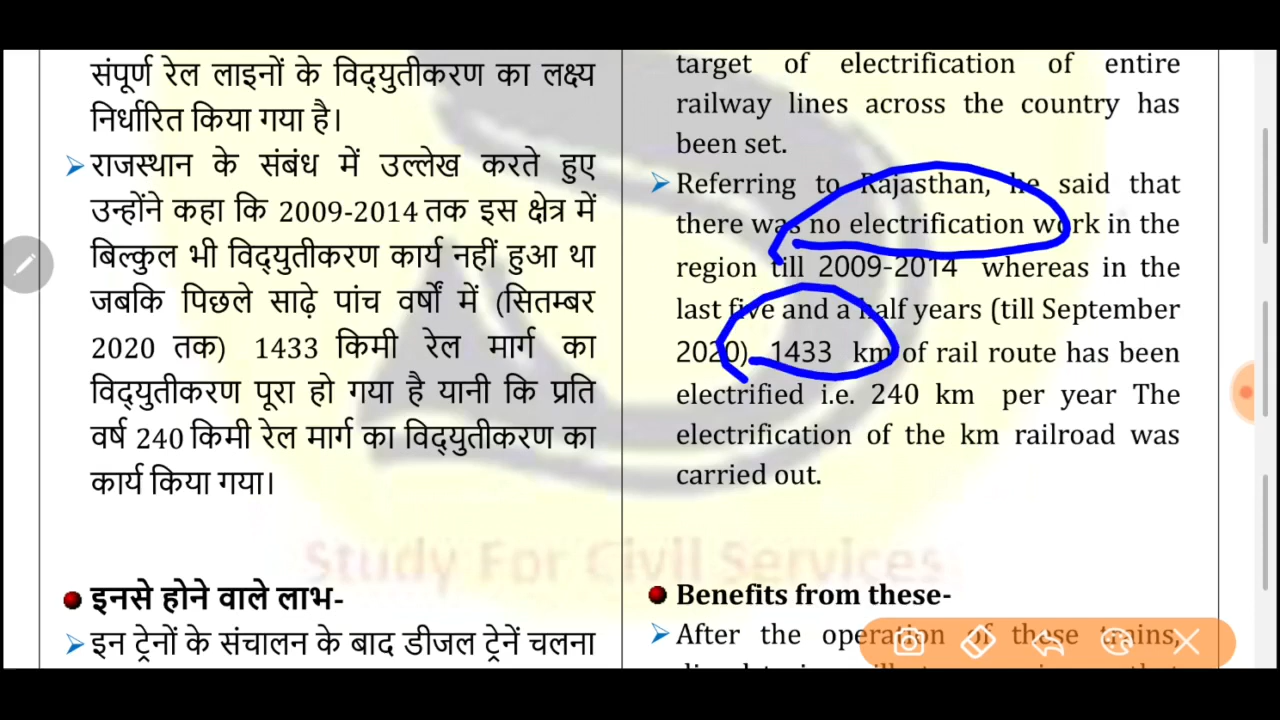 संपूर्ण रेल लाइनों के विद्युतीकरण का लक्ष्य
निर्धारित किया गया है।
➢ राजस्थान के संबंध में उल्लेख करते हुए
उन्होंने कहा कि 2009-2014 तक इस क्षेत्र में
बिल्कुल भी विद्युतीकरण कार्य नहीं हुआ था
जबकि पिछले साढ़े पांच वर्षों में (सितम्बर
2020 तक) 1433 किमी रेल मार्ग का
विद्युतीकरण पूरा हो गया है यानी कि प्रति
वर्ष 240 किमी रेल मार्ग का विद्युतीकरण का
कार्य किया गया।
● इनसे होने वाले लाभ-
➢ इन ट्रेनों के संचालन के बाद डीजल ट्रेनें चलना
target of electrification of entire
railway lines across the country has
been set.
➢ Referring to Rajasthan, he said that
there was no electrification work in the
region till 2009-2014 whereas in the
last five and a half years (till September
2020) 1433 km of rail route has been
electrified i.e. 240 km per year The
electrification of the km railroad was
carried out.
● Benefits from these-
➢ After the operation of these trains,
Study For Civil Services